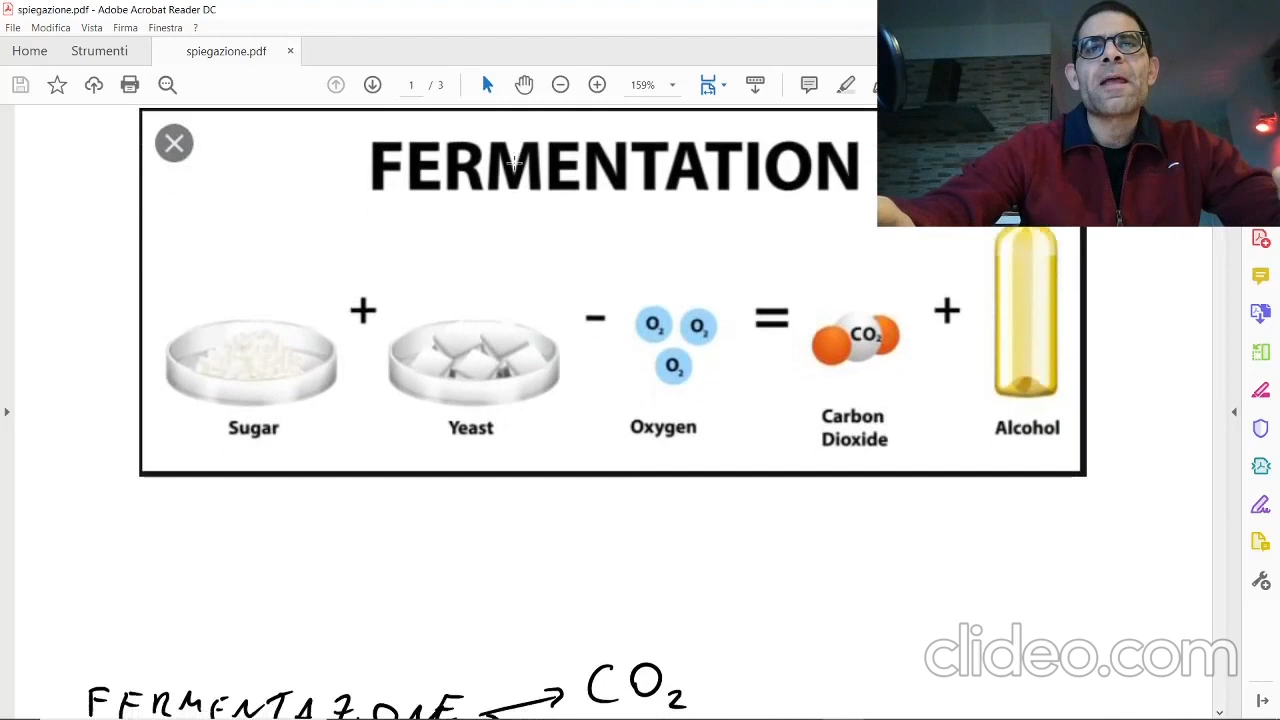 spiegazione.pdf - Adobe Acrobat Reader DC
File Modifica Vista Firma Finestra ?
Home Strumenti spiegazione.pdf ×
1 / 3 159%
FERMENTATION
+ - = +
O₂ O₂ CO₂
O₂
Sugar Yeast Oxygen Carbon Dioxide Alcohol
clideo.com
FERMENTAZIONE CO₂